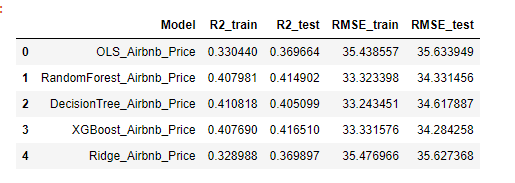 :
Model R2_train R2_test RMSE_train RMSE_test
0 OLS_Airbnb_Price 0.330440 0.369664 35.438557 35.633949
1 RandomForest_Airbnb_Price 0.407981 0.414902 33.323398 34.331456
2 DecisionTree_Airbnb_Price 0.410818 0.405099 33.243451 34.617887
3 XGBoost_Airbnb_Price 0.407690 0.416510 33.331576 34.284258
4 Ridge_Airbnb_Price 0.328988 0.369897 35.476966 35.627368